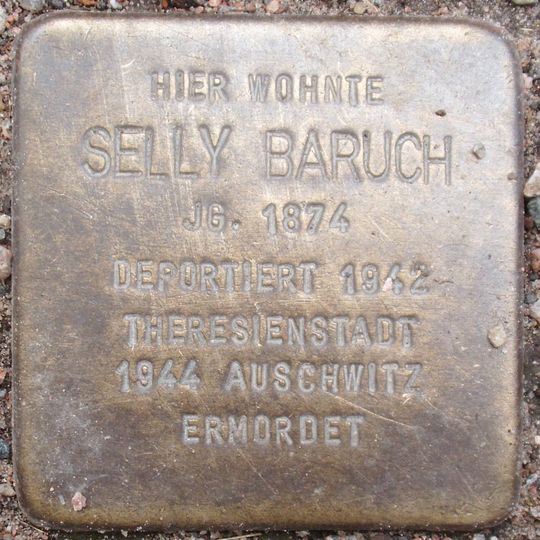 HIER WOHNTE
SELLY BARUCH
JG. 1874
DEPORTIERT 1942
THERESIENSTADT
1944 AUSCHWITZ
ERMORDET